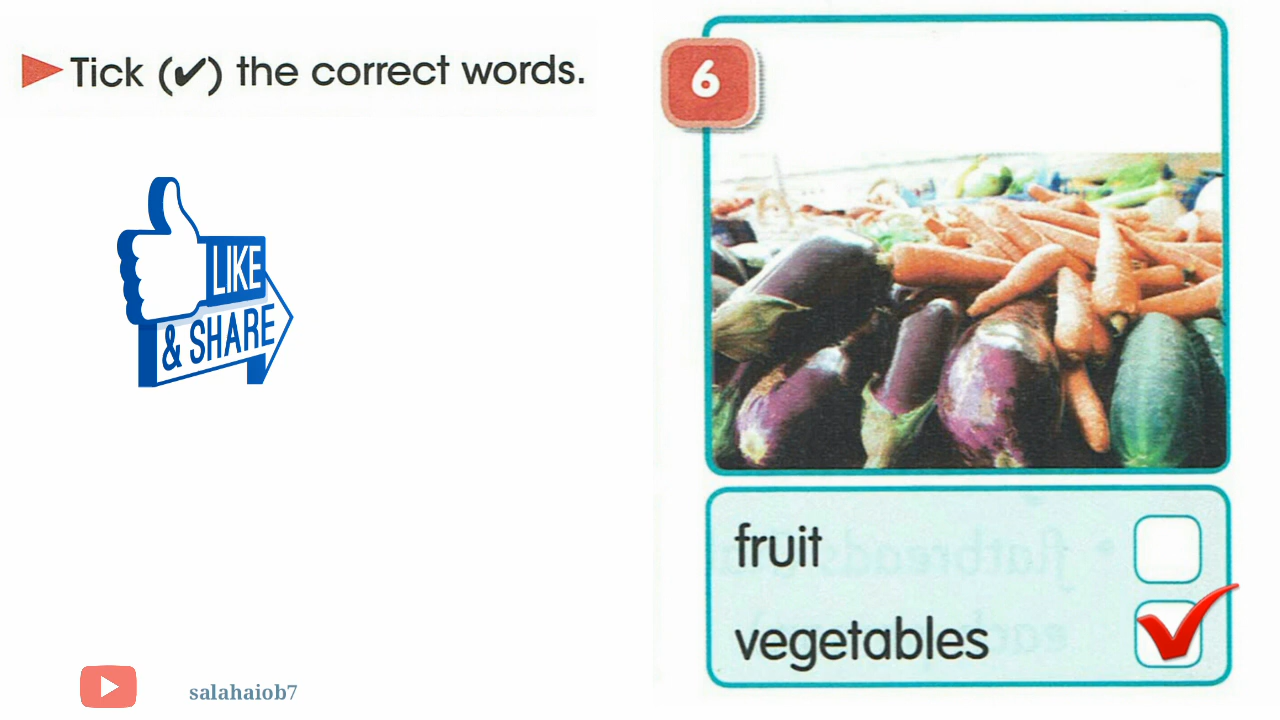 Tick (✔) the correct words.
LIKE
& SHARE
salahaiob7
6
fruit
vegetables